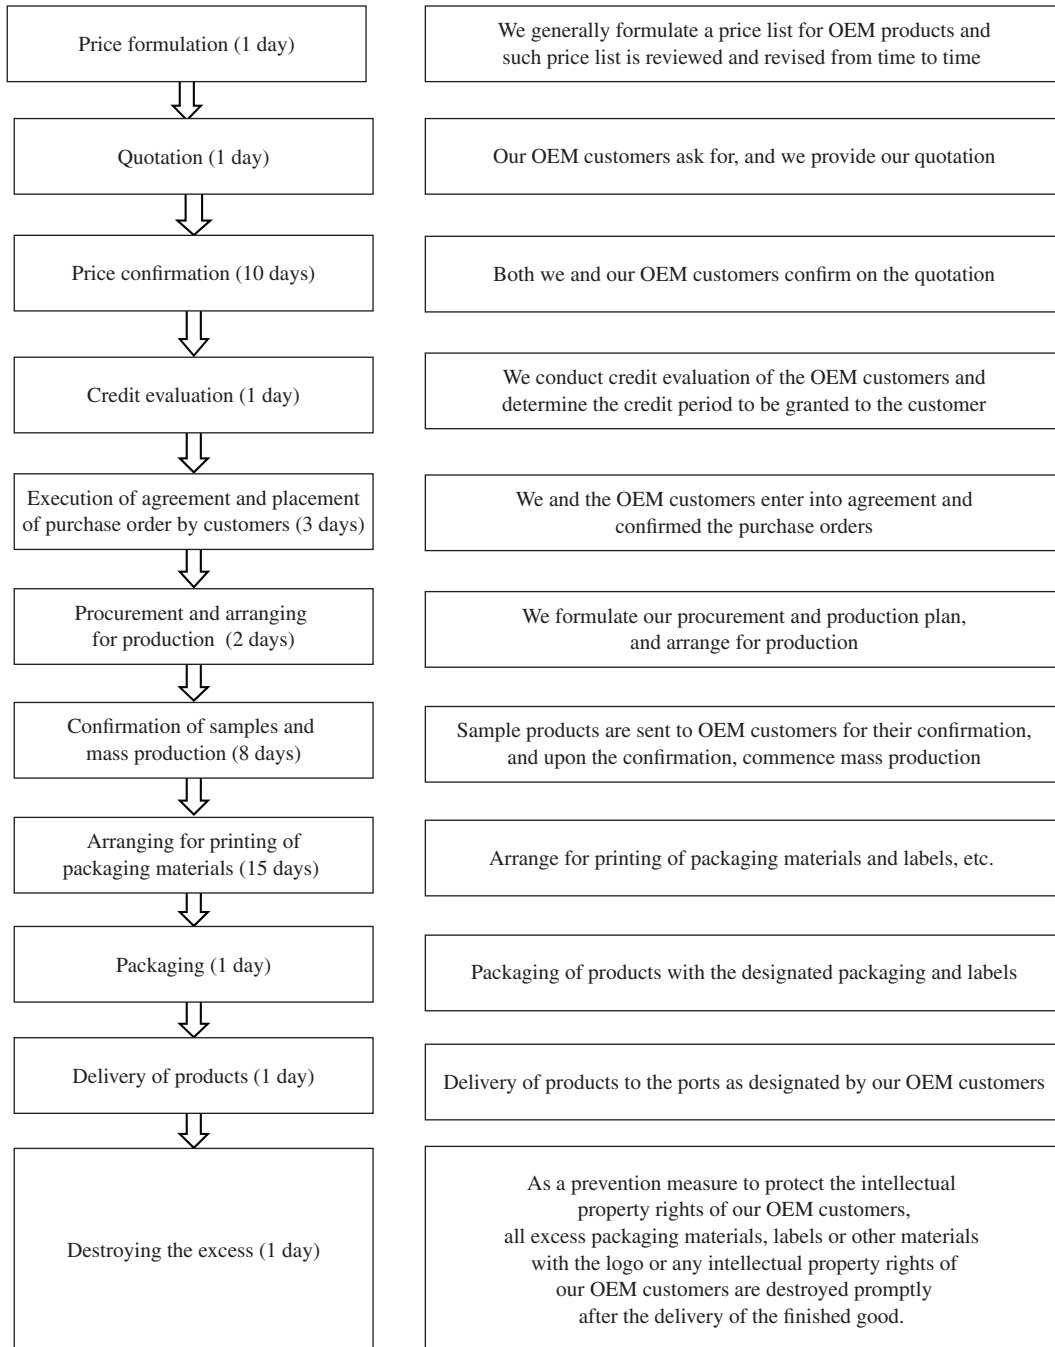 Price formulation (1 day)
We generally formulate a price list for OEM products and
such price list is reviewed and revised from time to time
Quotation (1 day)
Our OEM customers ask for, and we provide our quotation
Price confirmation (10 days)
Both we and our OEM customers confirm on the quotation
Credit evaluation (1 day)
We conduct credit evaluation of the OEM customers and
determine the credit period to be granted to the customer
Execution of agreement and placement
of purchase order by customers (3 days)
We and the OEM customers enter into agreement and
confirmed the purchase orders
Procurement and arranging
for production (2 days)
We formulate our procurement and production plan,
and arrange for production
Confirmation of samples and
mass production (8 days)
Sample products are sent to OEM customers for their confirmation,
and upon the confirmation, commence mass production
Arranging for printing of
packaging materials (15 days)
Arrange for printing of packaging materials and labels, etc.
Packaging (1 day)
Packaging of products with the designated packaging and labels
Delivery of products (1 day)
Delivery of products to the ports as designated by our OEM customers
Destroying the excess (1 day)
As a prevention measure to protect the intellectual
property rights of our OEM customers,
all excess packaging materials, labels or other materials
with the logo or any intellectual property rights of
our OEM customers are destroyed promptly
after the delivery of the finished good.